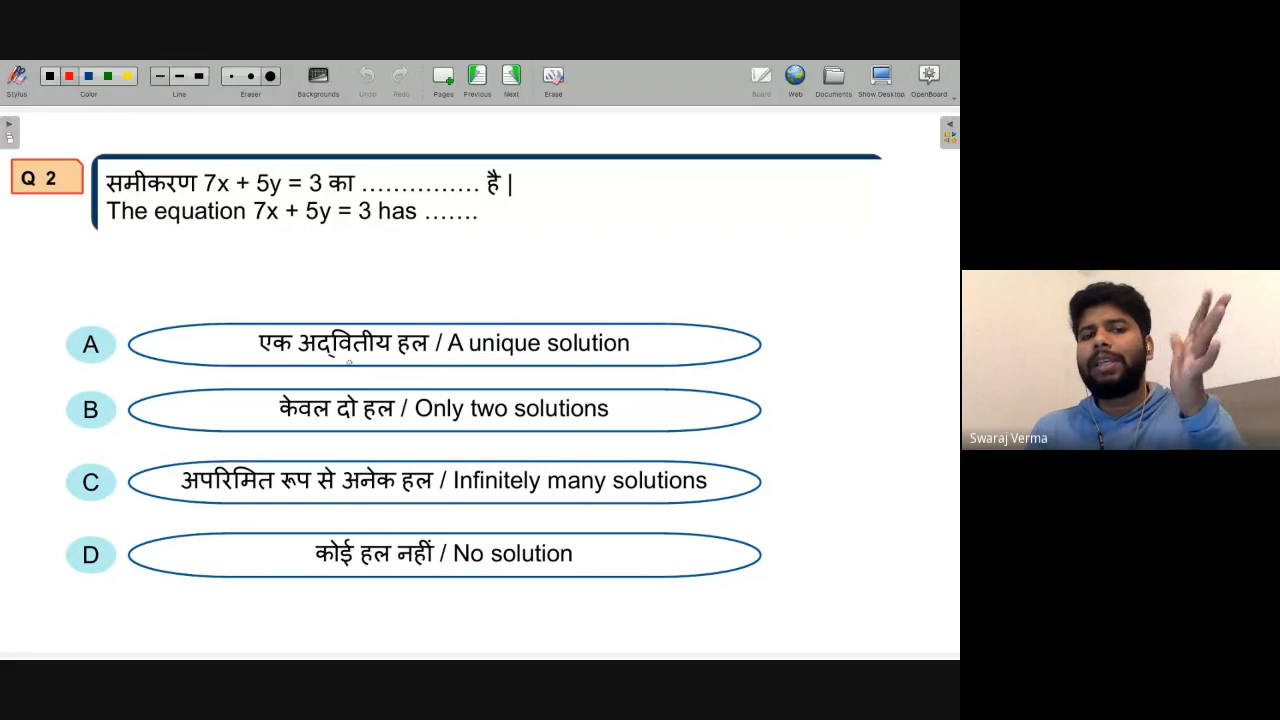 Stylus
Color
Line
Eraser
Backgrounds
Undo
Redo
Pages
Previous
Next
Erase
Board
Web
Documents
Show Desktop
OpenBoard
Q 2
समीकरण 7x + 5y = 3 का …………… है |
The equation 7x + 5y = 3 has …….
A
एक अद्वितीय हल / A unique solution
B
केवल दो हल / Only two solutions
C
अपरिमित रूप से अनेक हल / Infinitely many solutions
D
कोई हल नहीं / No solution
Swaraj Verma